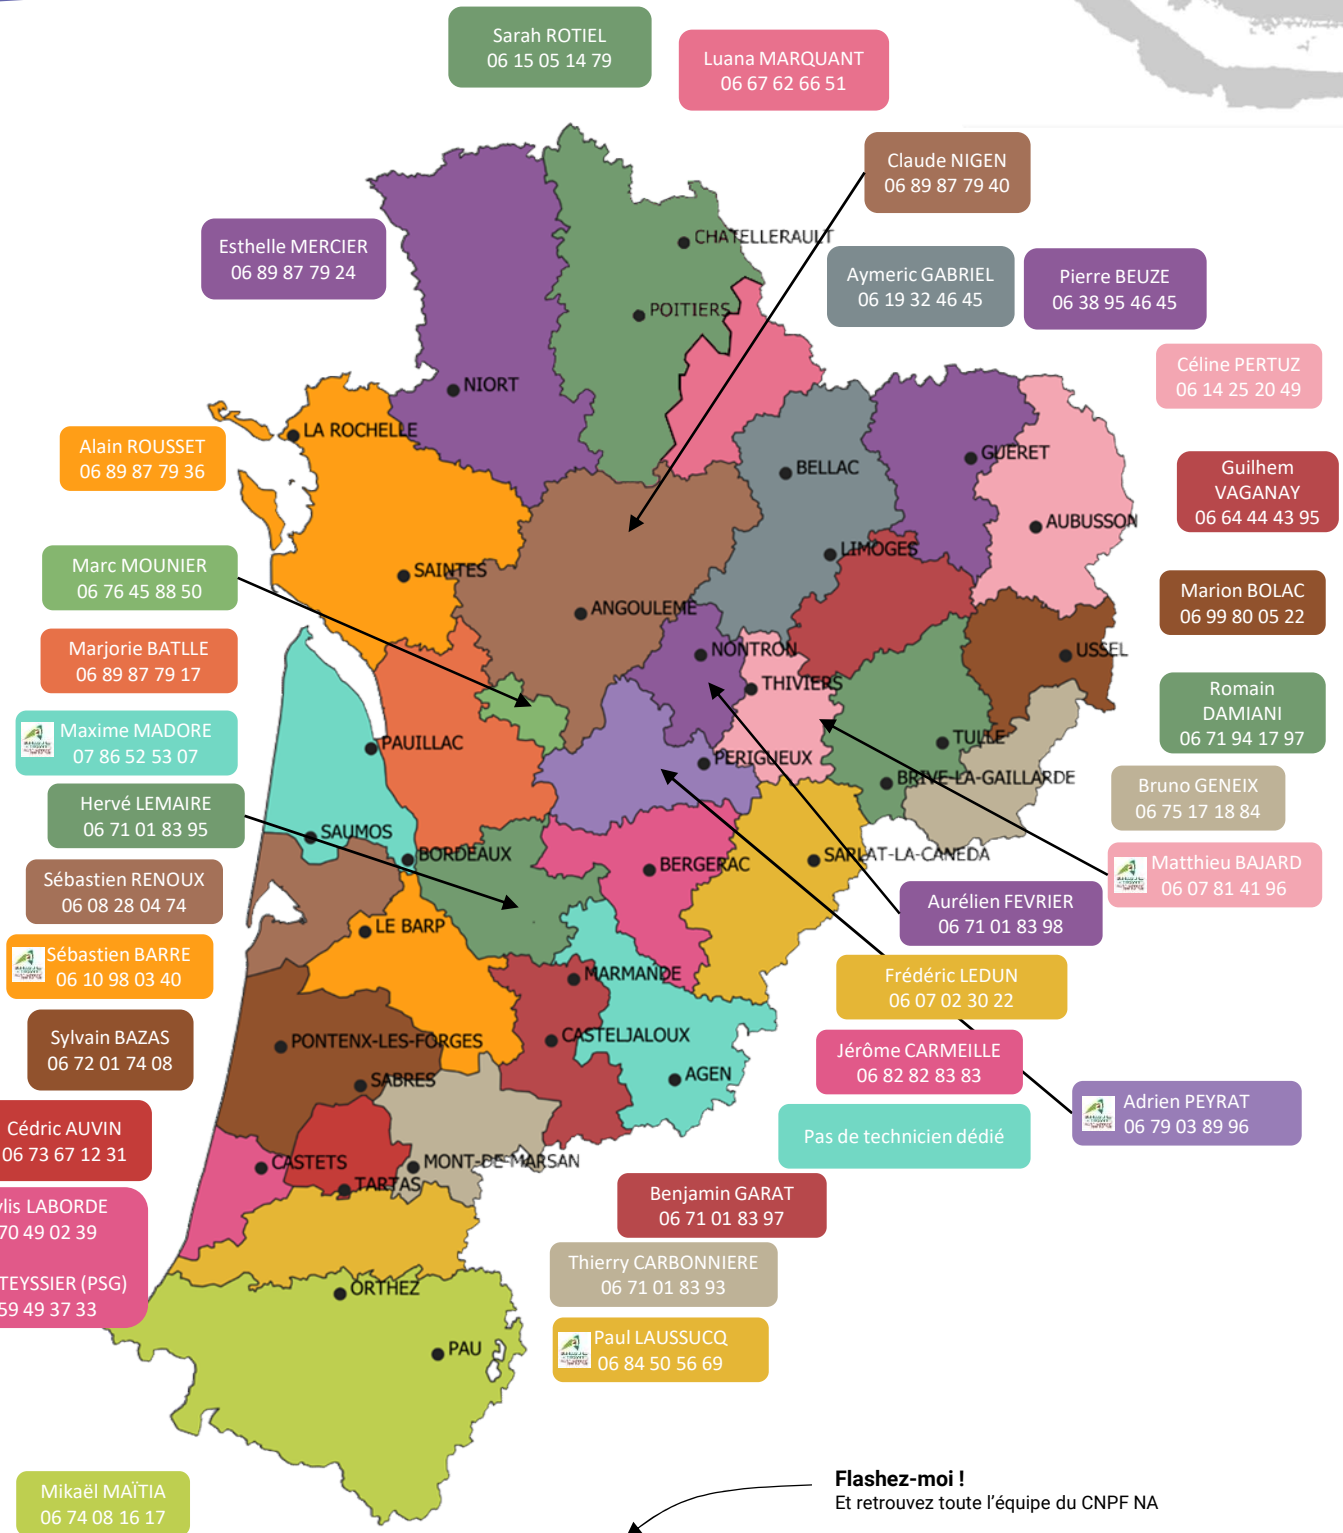 Sarah ROTIEL
06 15 05 14 79
Luana MARQUANT
06 67 62 66 51
Claude NIGEN
06 89 87 79 40
Esthelle MERCIER
06 89 87 79 24
CHATELLERAULT
Aymeric GABRIEL
06 19 32 46 45
Pierre BEUZE
06 38 95 46 45
POITIERS
Céline PERTUZ
06 14 25 20 49
NIORT
LA ROCHELLE
Alain ROUSSET
06 89 87 79 36
BELLAC
GUERET
Guilhem
VAGANAY
06 64 44 43 95
AUBUSSON
LIMOGES
Marc MOUNIER
06 76 45 88 50
SAINTES
ANGOULEME
Marion BOLAC
06 99 80 05 22
Marjorie BATLLE
06 89 87 79 17
NONTRON
USSEL
THIVIERS
Romain
DAMIANI
06 71 94 17 97
Maxime MADORE
07 86 52 53 07
PAUILLAC
TULLE
PERIGUEUX
BRIVE-LA-GAILLARDE
Bruno GENEIX
06 75 17 18 84
Hervé LEMAIRE
06 71 01 83 95
SAUMOS
BORDEAUX
BERGERAC
SARLAT-LA-CANEDA
Matthieu BAJARD
06 07 81 41 96
Sébastien RENOUX
06 08 28 04 74
Aurélien FEVRIER
06 71 01 83 98
LE BARP
Sébastien BARRE
06 10 98 03 40
MARMANDE
Frédéric LEDUN
06 07 02 30 22
Sylvain BAZAS
06 72 01 74 08
PONTENX-LES-FORGES
CASTELJALOUX
Jérôme CARMEILLE
06 82 82 83 83
SABRES
AGEN
Adrien PEYRAT
06 79 03 89 96
Cédric AUVIN
06 73 67 12 31
Pas de technicien dédié
CASTETS
MONT-DE-MARSAN
TARTAS
Benjamin GARAT
06 71 01 83 97
ylis LABORDE
70 49 02 39
TEYSSIER (PSG)
59 49 37 33
Thierry CARBONNIERE
06 71 01 83 93
ORTHEZ
Paul LAUSSUCQ
06 84 50 56 69
PAU
Mikaël MAÏTIA
06 74 08 16 17
Flashez-moi !
Et retrouvez toute l'équipe du CNPF NA